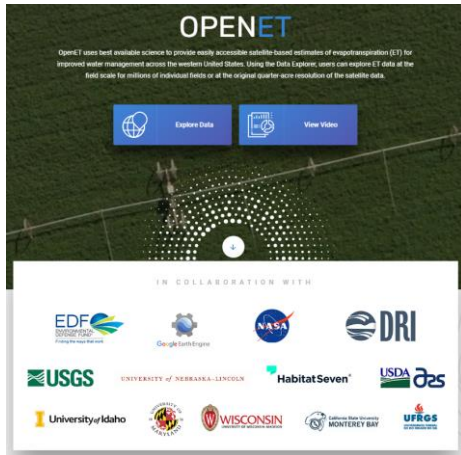 OPENET
OpenET uses best available science to provide easily accessible satellite-based estimates of evapotranspiration (ET) for
improved water management across the western United States. Using the Data Explorer, users can explore ET data at the
field scale for millions of individual fields or at the original quarter-acre resolution of the satellite data.
Explore Data
View Video
IN COLLABORATION WITH
EDF
ENVIRONMENTAL
DEFENSE FUND
Finding the ways that work
Google Earth Engine
NASA
DRI
USGS
UNIVERSITY of NEBRASKA–LINCOLN
HabitatSeven
USDA
ars
University of Idaho
UNIVERSITY OF
MARYLAND
WISCONSIN
UNIVERSITY OF WISCONSIN-MADISON
California State University
MONTEREY BAY
UFRGS